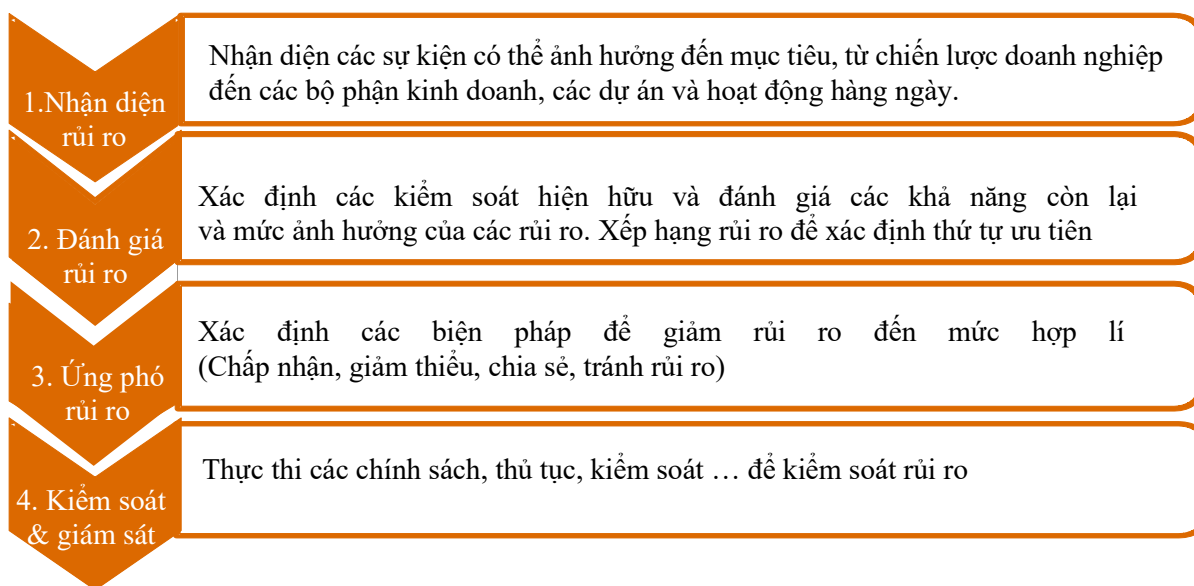 1.Nhận diện
rủi ro
Nhận diện các sự kiện có thể ảnh hưởng đến mục tiêu, từ chiến lược doanh nghiệp
đến các bộ phận kinh doanh, các dự án và hoạt động hàng ngày.
2. Đánh giá
rủi ro
Xác định các kiểm soát hiện hữu và đánh giá các khả năng còn lại
và mức ảnh hưởng của các rủi ro. Xếp hạng rủi ro để xác định thứ tự ưu tiên
3. Ứng phó
rủi ro
Xác định các biện pháp để giảm rủi ro đến mức hợp lí
(Chấp nhận, giảm thiểu, chia sẻ, tránh rủi ro)
4. Kiểm soát
& giám sát
Thực thi các chính sách, thủ tục, kiểm soát … để kiểm soát rủi ro